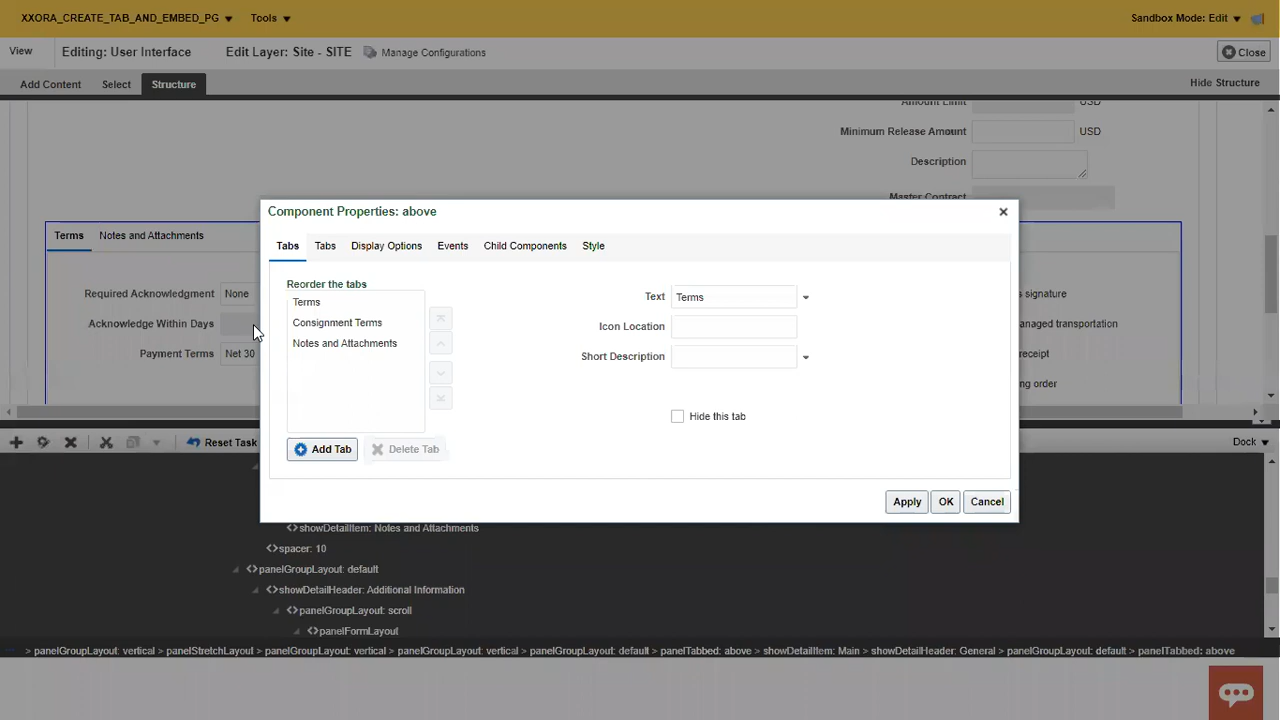 XXORA_CREATE_TAB_AND_EMBED_PG Tools Sandbox Mode: Edit
View Editing: User Interface Edit Layer: Site - SITE Manage Configurations Close
Add Content Select Structure Hide Structure
Amount Limit USD
Minimum Release Amount USD
Description
Master Contract
Component Properties: above
Terms Notes and Attachments
Tabs Tabs Display Options Events Child Components Style
Reorder the tabs
Required Acknowledgment None
Terms
Text Terms
s signature
Acknowledge Within Days
Consignment Terms
Icon Location
anaged transportation
Payment Terms Net 30
Notes and Attachments
Short Description
receipt
ng order
Hide this tab
Reset Task
Add Tab Delete Tab
Dock
Apply OK Cancel
<>showDetailItem: Notes and Attachments
<>spacer: 10
<>panelGroupLayout: default
<>showDetailHeader: Additional Information
<>panelGroupLayout: scroll
<>panelFormLayout
> panelGroupLayout: vertical > panelStretchLayout > panelGroupLayout: vertical > panelGroupLayout: vertical > panelGroupLayout: default > panelTabbed: above > showDetailItem: Main > showDetailHeader: General > panelGroupLayout: default > panelTabbed: above